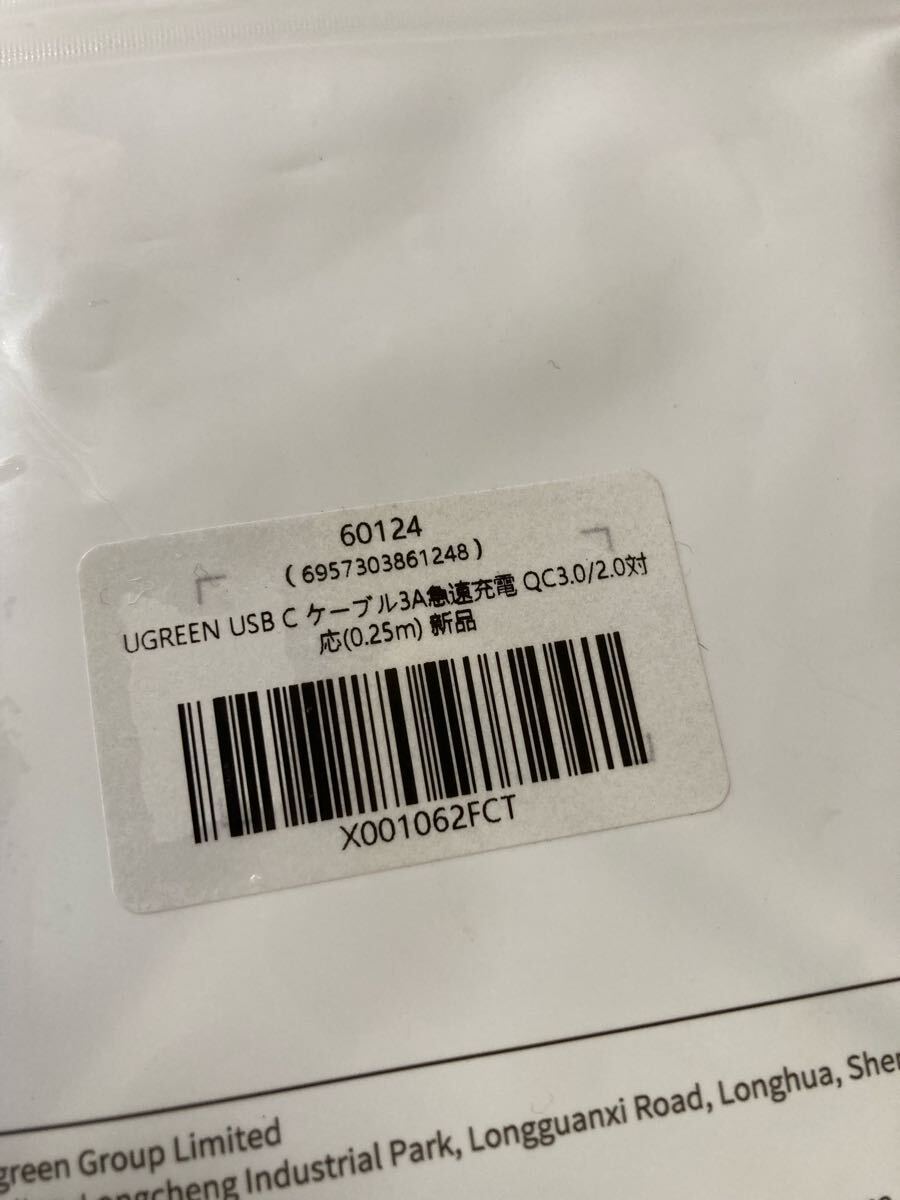 60124
(6957303861248)
UGREEN USB C ケーブル3A急速充電 QC3.0/2.0対
応(0.25m) 新品
X001062FCT
green Group Limited
Longcheng Industrial Park, Longguanxi Road, Longhua, Shen